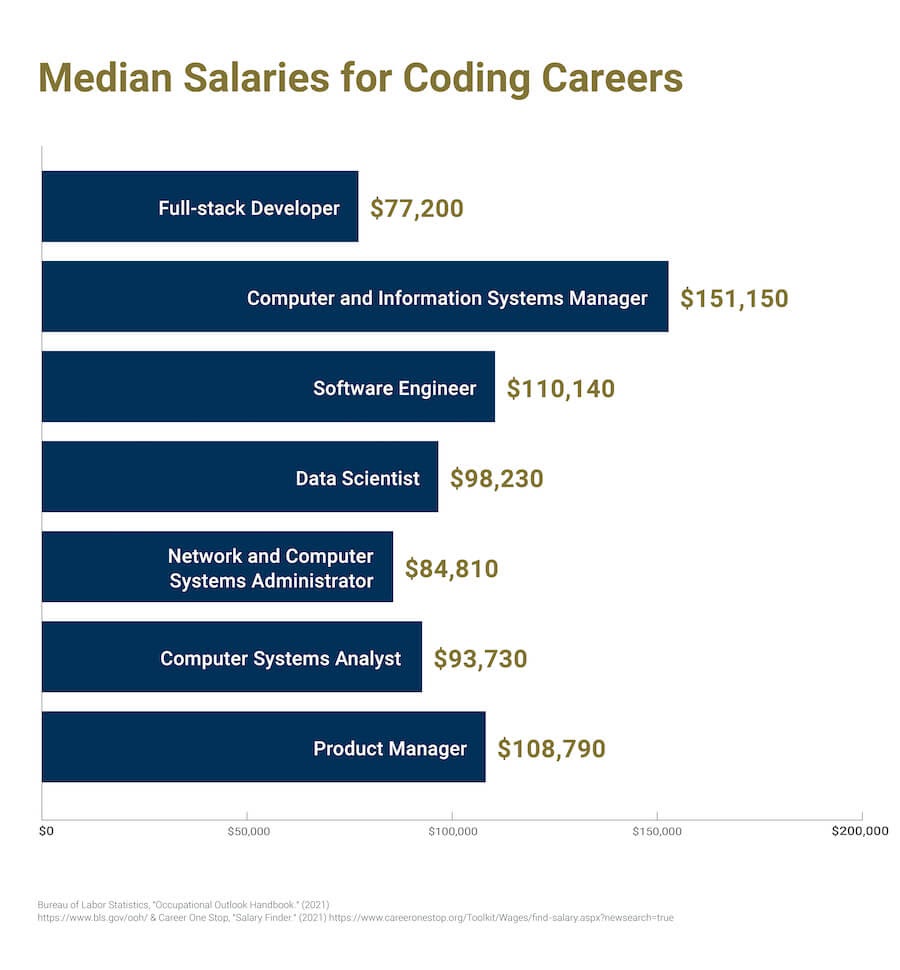 Median Salaries for Coding Careers
Full-stack Developer $77,200
Computer and Information Systems Manager $151,150
Software Engineer $110,140
Data Scientist $98,230
Network and Computer
Systems Administrator $84,810
Computer Systems Analyst $93,730
Product Manager $108,790
$0 $50,000 $100,000 $150,000 $200,000
Bureau of Labor Statistics, "Occupational Outlook Handbook." (2021)
https://www.bls.gov/ooh/ & Career One Stop, "Salary Finder." (2021) https://www.careeronestop.org/Toolkit/Wages/find-salary.aspx?newsearch=true